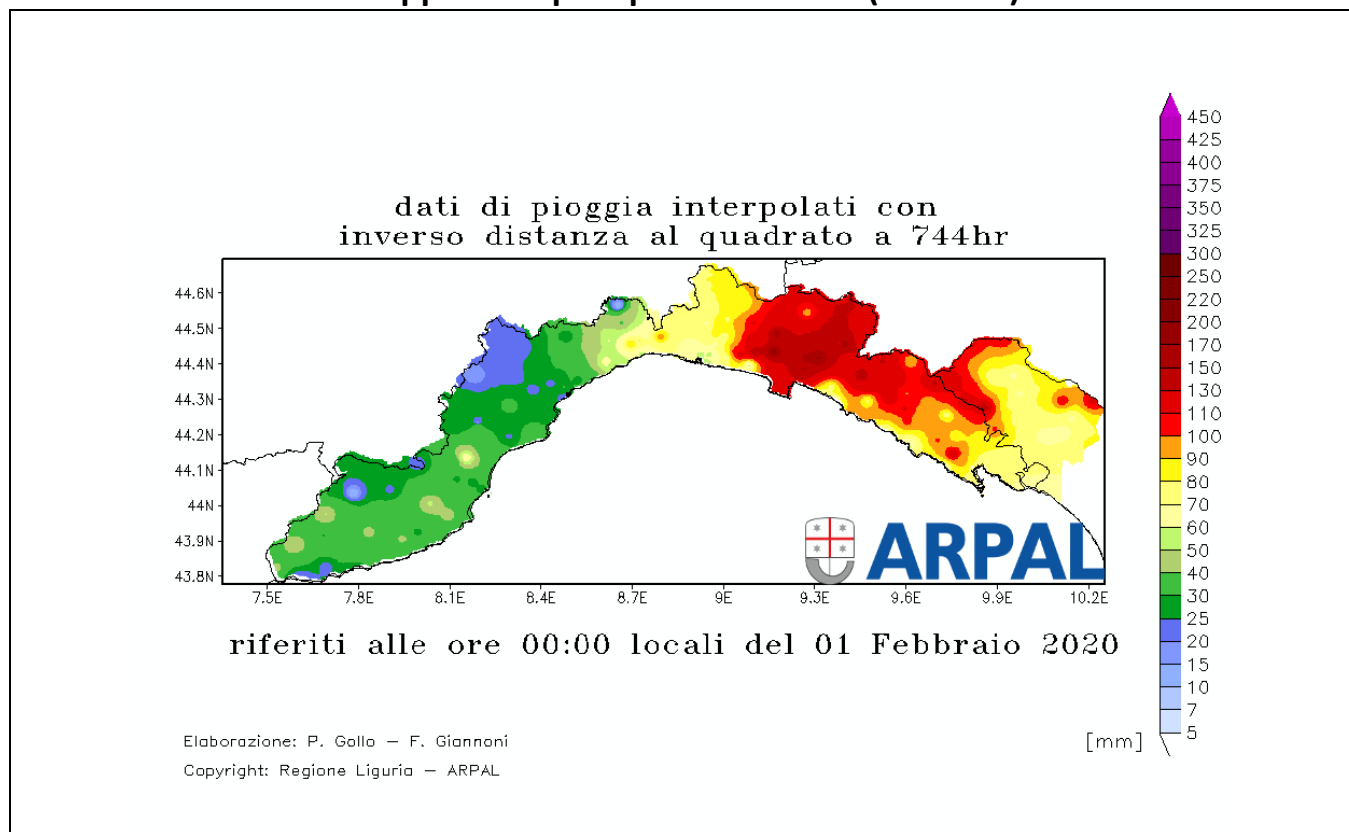 dati di pioggia interpolati con
inverso distanza al quadrato a 744hr
44.6N
44.5N
44.4N
44.3N
44.2N
44.1N
44N
43.9N
43.8N
7.5E 7.8E 8.1E 8.4E 8.7E 9E 9.3E 9.6E 9.9E 10.2E
ARPAL
450
425
400
375
350
325
300
250
220
200
170
150
130
110
100
90
80
70
60
50
40
30
25
20
15
10
7
5
[mm]
riferiti alle ore 00:00 locali del 01 Febbraio 2020
Elaborazione: P. Gollo – F. Giannoni
Copyright: Regione Liguria – ARPAL